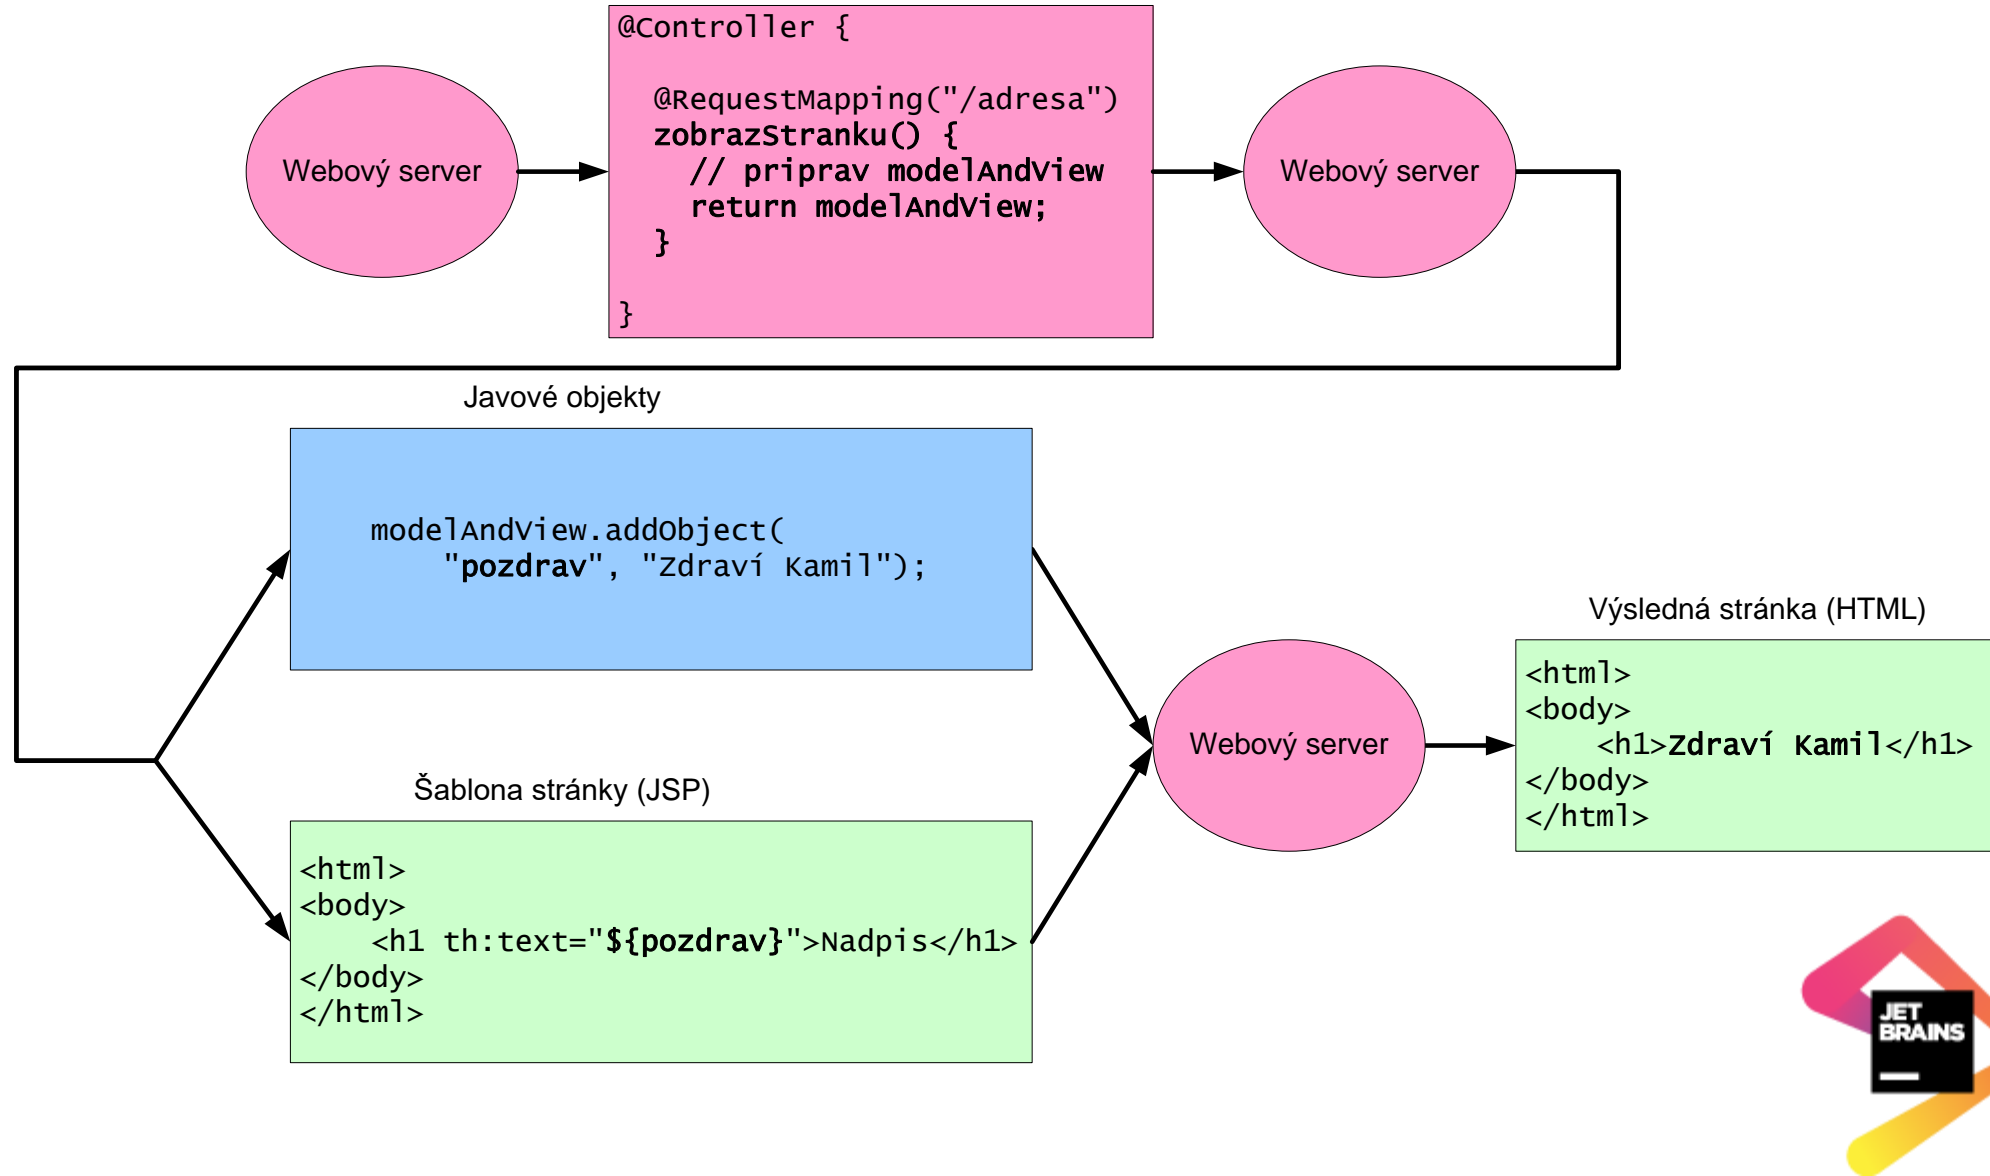 Webový server
@Controller {
@RequestMapping("/adresa")
zobrazStranku() {
// priprav modelAndView
return modelAndView;
}
}
Webový server
Javové objekty
modelAndView.addObject(
"pozdrav", "Zdraví Kamil");
Šablona stránky (JSP)
<html>
<body>
<h1 th:text="${pozdrav}">Nadpis</h1>
</body>
</html>
Webový server
Výsledná stránka (HTML)
<html>
<body>
<h1>Zdraví Kamil</h1>
</body>
</html>
JET
BRAINS